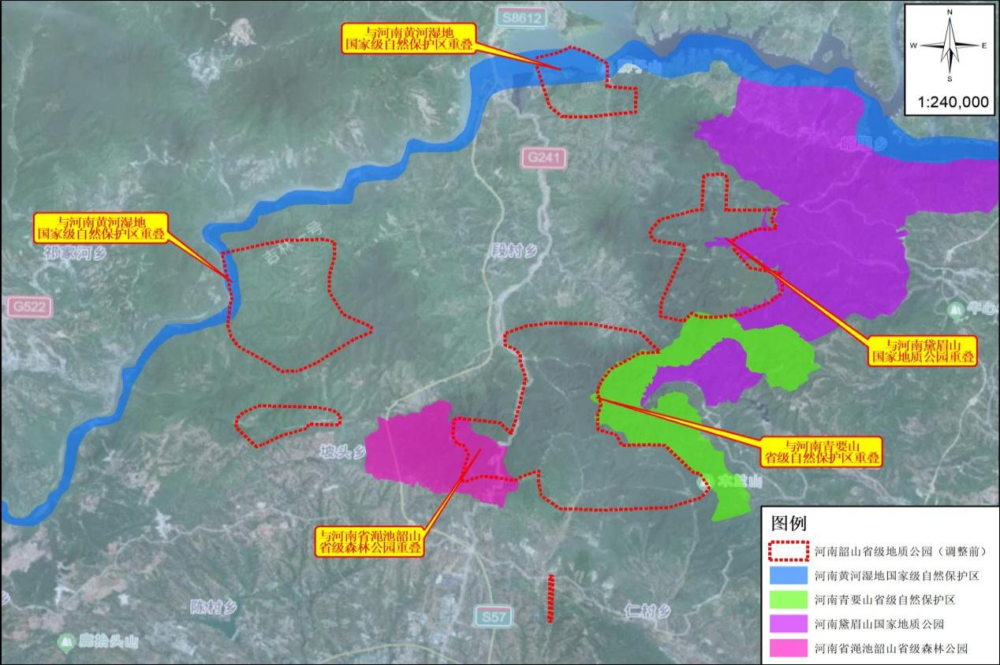 S8612
与河南黄河湿地
国家级自然保护区重叠
N
W
E
S
1:240,000
G241
与河南黄河湿地
国家级自然保护区重叠
祁家河乡
段村乡
G522
与河南黛眉山
国家地质公园重叠
与河南青要山
省级自然保护区重叠
坡头乡
与河南省渑池韶山
省级森林公园重叠
陈村乡
S57
仁村乡
扇抬头山
图例
河南韶山省级地质公园（调整前）
河南黄河湿地国家级自然保护区
河南青要山省级自然保护区
河南黛眉山国家地质公园
河南省渑池韶山省级森林公园